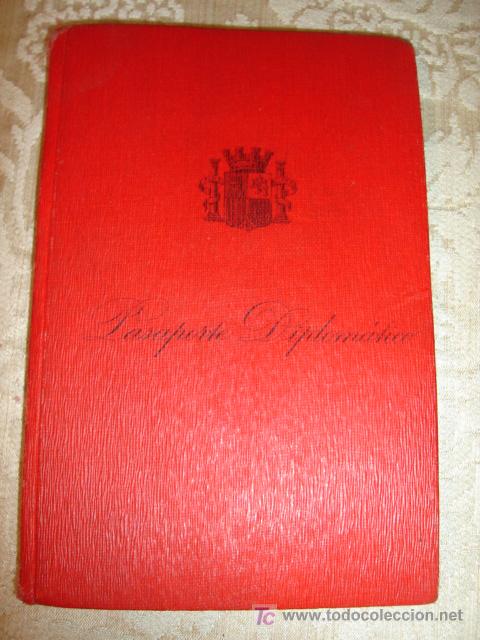 Pasaporte Diplomático
TC www.todocoleccion.net